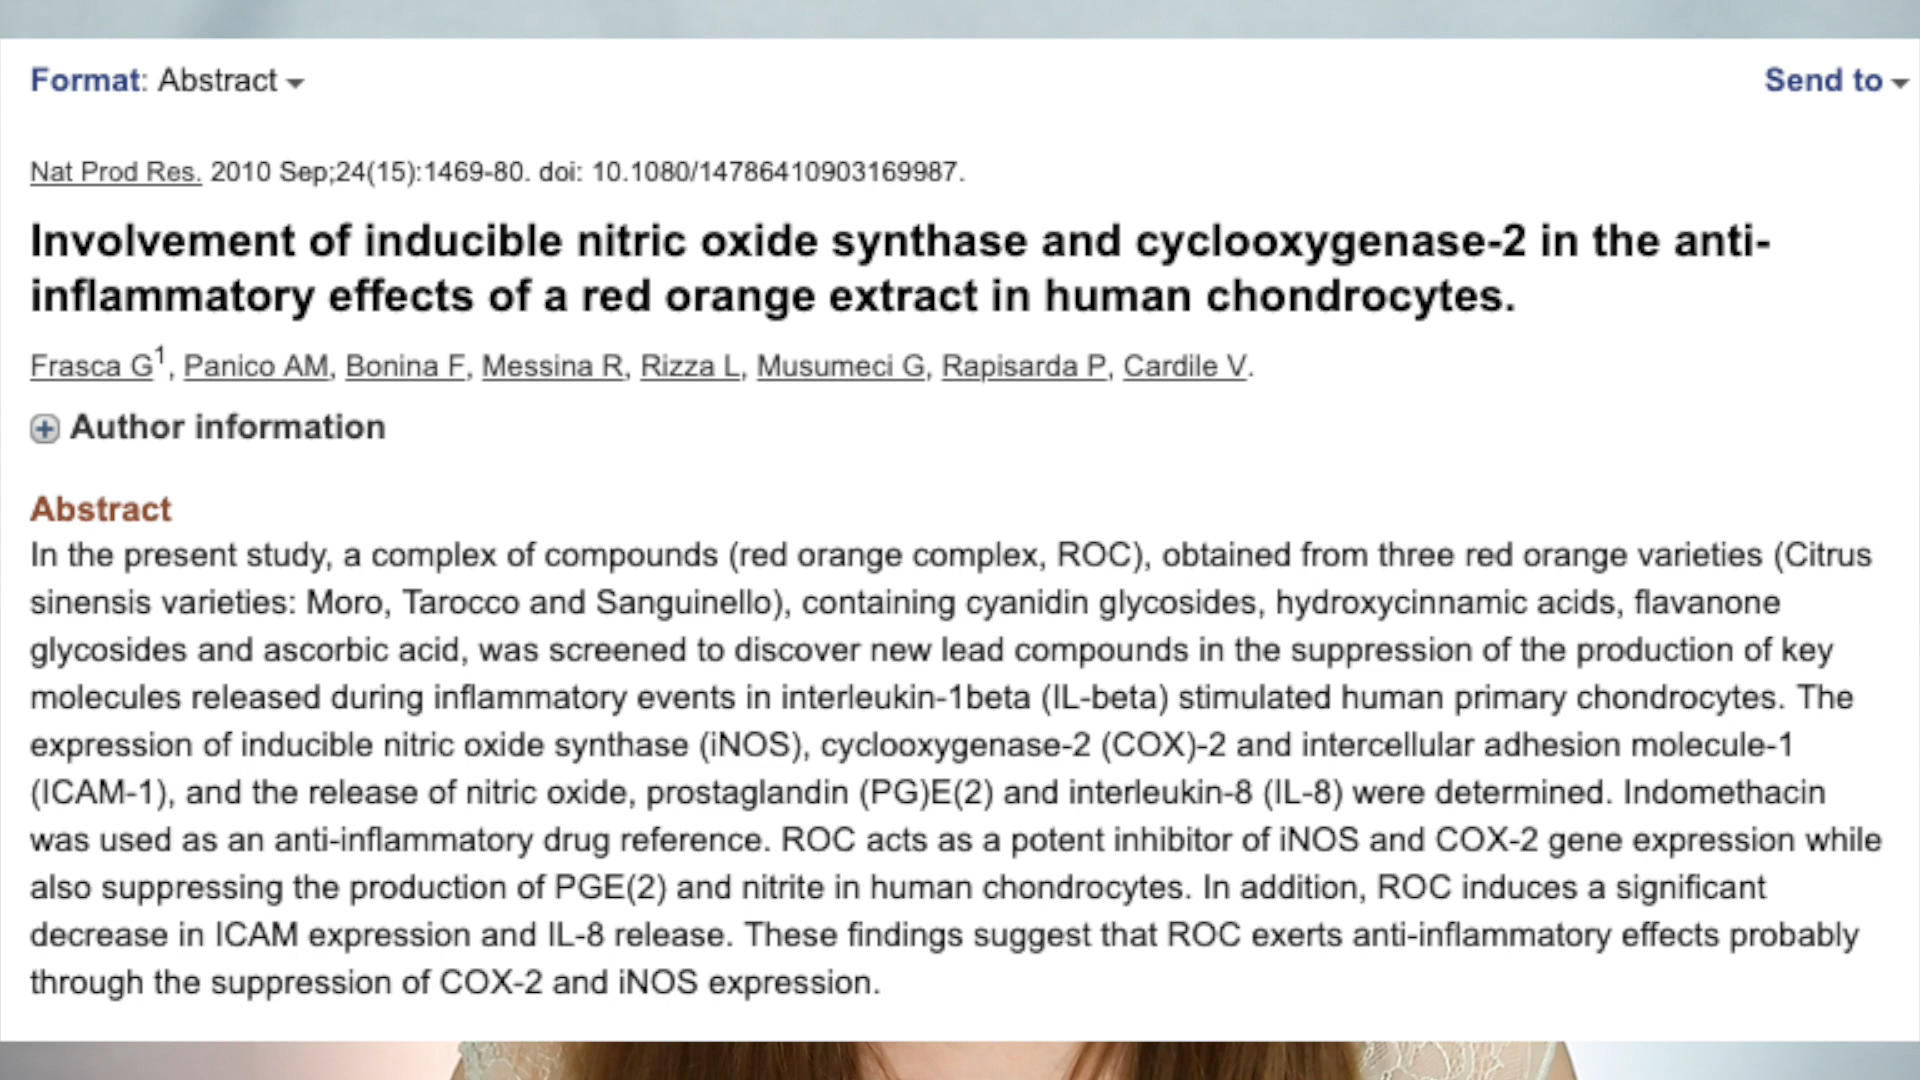 Format: Abstract
Send to
Nat Prod Res. 2010 Sep;24(15):1469-80. doi: 10.1080/14786410903169987.
Involvement of inducible nitric oxide synthase and cyclooxygenase-2 in the anti-
inflammatory effects of a red orange extract in human chondrocytes.
Frasca G1, Panico AM, Bonina F, Messina R, Rizza L, Musumeci G, Rapisarda P, Cardile V.
Author information
Abstract
In the present study, a complex of compounds (red orange complex, ROC), obtained from three red orange varieties (Citrus
sinensis varieties: Moro, Tarocco and Sanguinello), containing cyanidin glycosides, hydroxycinnamic acids, flavanone
glycosides and ascorbic acid, was screened to discover new lead compounds in the suppression of the production of key
molecules released during inflammatory events in interleukin-1beta (IL-beta) stimulated human primary chondrocytes. The
expression of inducible nitric oxide synthase (iNOS), cyclooxygenase-2 (COX)-2 and intercellular adhesion molecule-1
(ICAM-1), and the release of nitric oxide, prostaglandin (PG)E(2) and interleukin-8 (IL-8) were determined. Indomethacin
was used as an anti-inflammatory drug reference. ROC acts as a potent inhibitor of iNOS and COX-2 gene expression while
also suppressing the production of PGE(2) and nitrite in human chondrocytes. In addition, ROC induces a significant
decrease in ICAM expression and IL-8 release. These findings suggest that ROC exerts anti-inflammatory effects probably
through the suppression of COX-2 and iNOS expression.